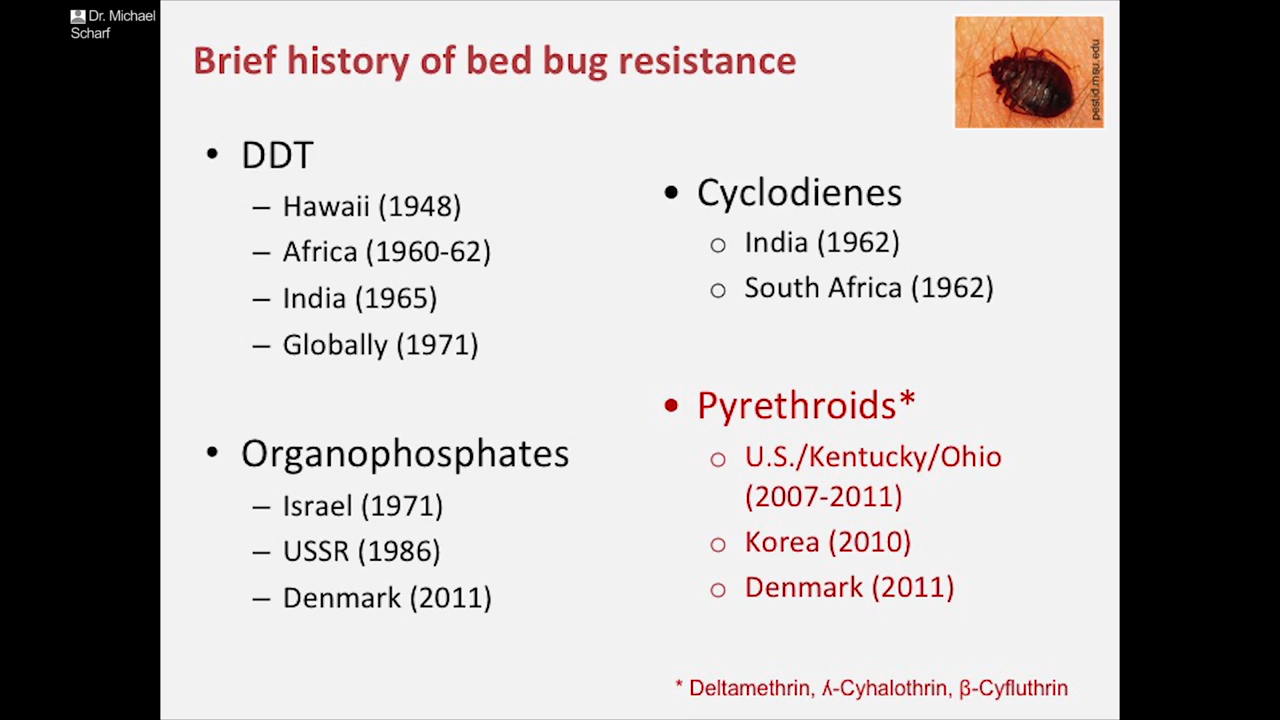 Dr. Michael
Scharf
Brief history of bed bug resistance
pestid.msu.edu
• DDT
– Hawaii (1948)
– Africa (1960-62)
– India (1965)
– Globally (1971)
• Organophosphates
– Israel (1971)
– USSR (1986)
– Denmark (2011)
• Cyclodienes
o India (1962)
o South Africa (1962)
• Pyrethroids*
o U.S./Kentucky/Ohio
(2007-2011)
o Korea (2010)
o Denmark (2011)
* Deltamethrin, ʎ-Cyhalothrin, β-Cyfluthrin